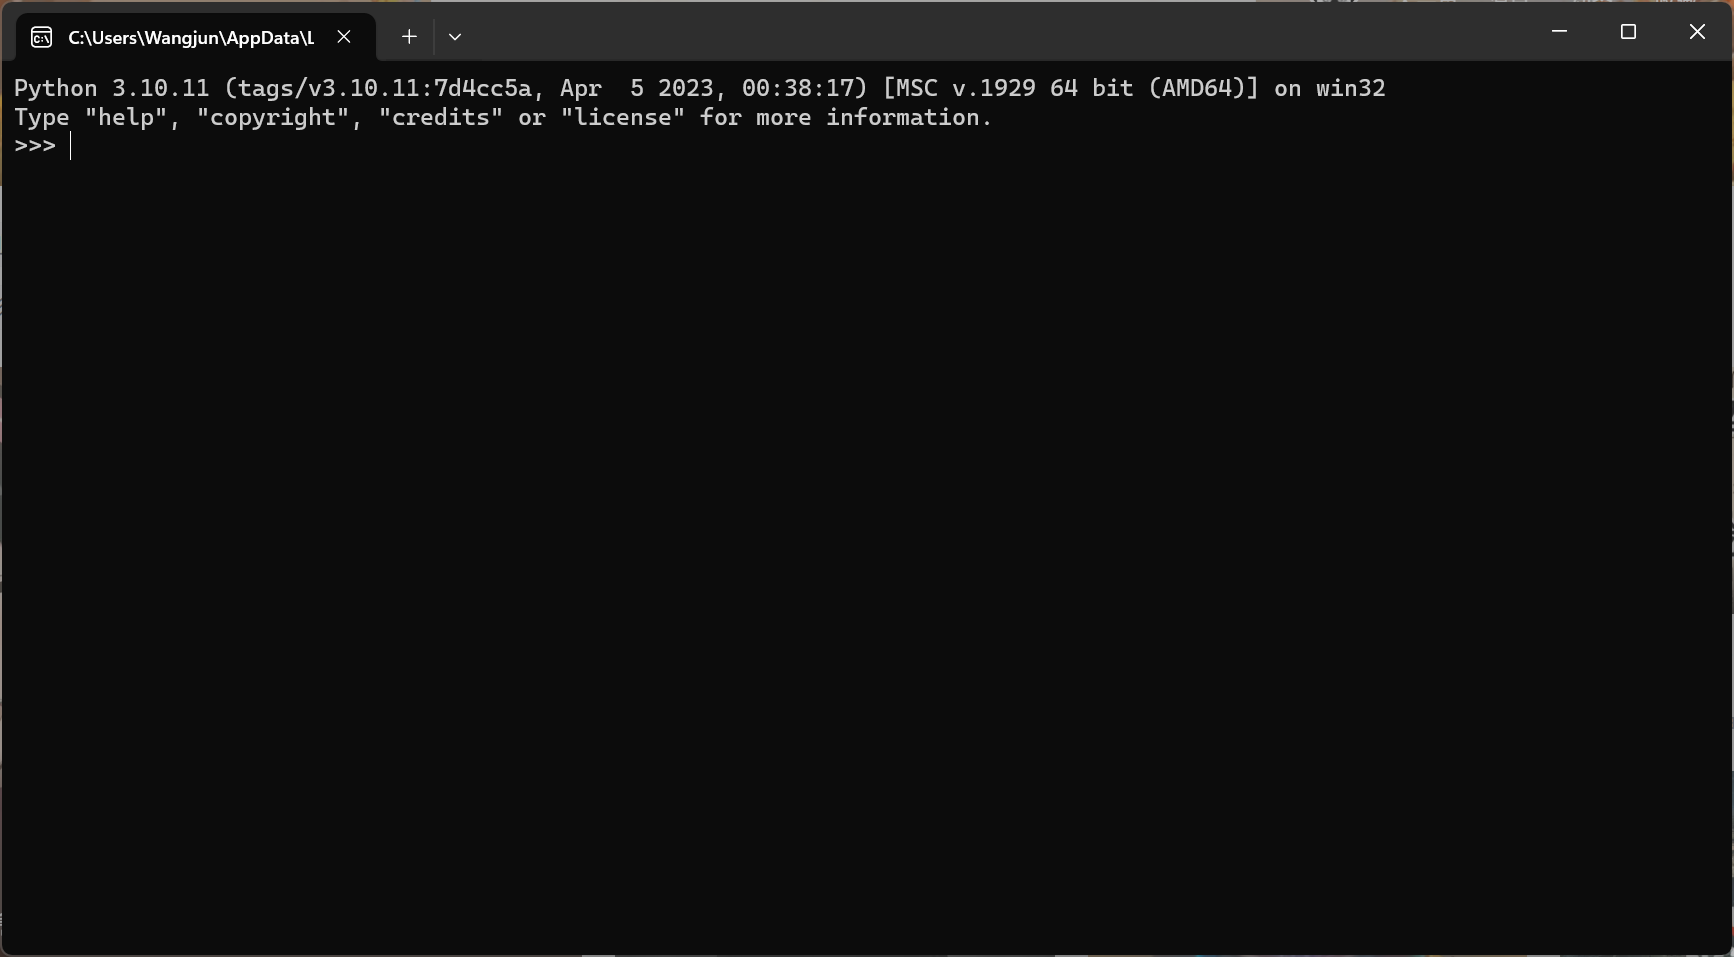 C:\Users\Wangjun\AppData\L
Python 3.10.11 (tags/v3.10.11:7d4cc5a, Apr  5 2023, 00:38:17) [MSC v.1929 64 bit (AMD64)] on win32
Type "help", "copyright", "credits" or "license" for more information.
>>>